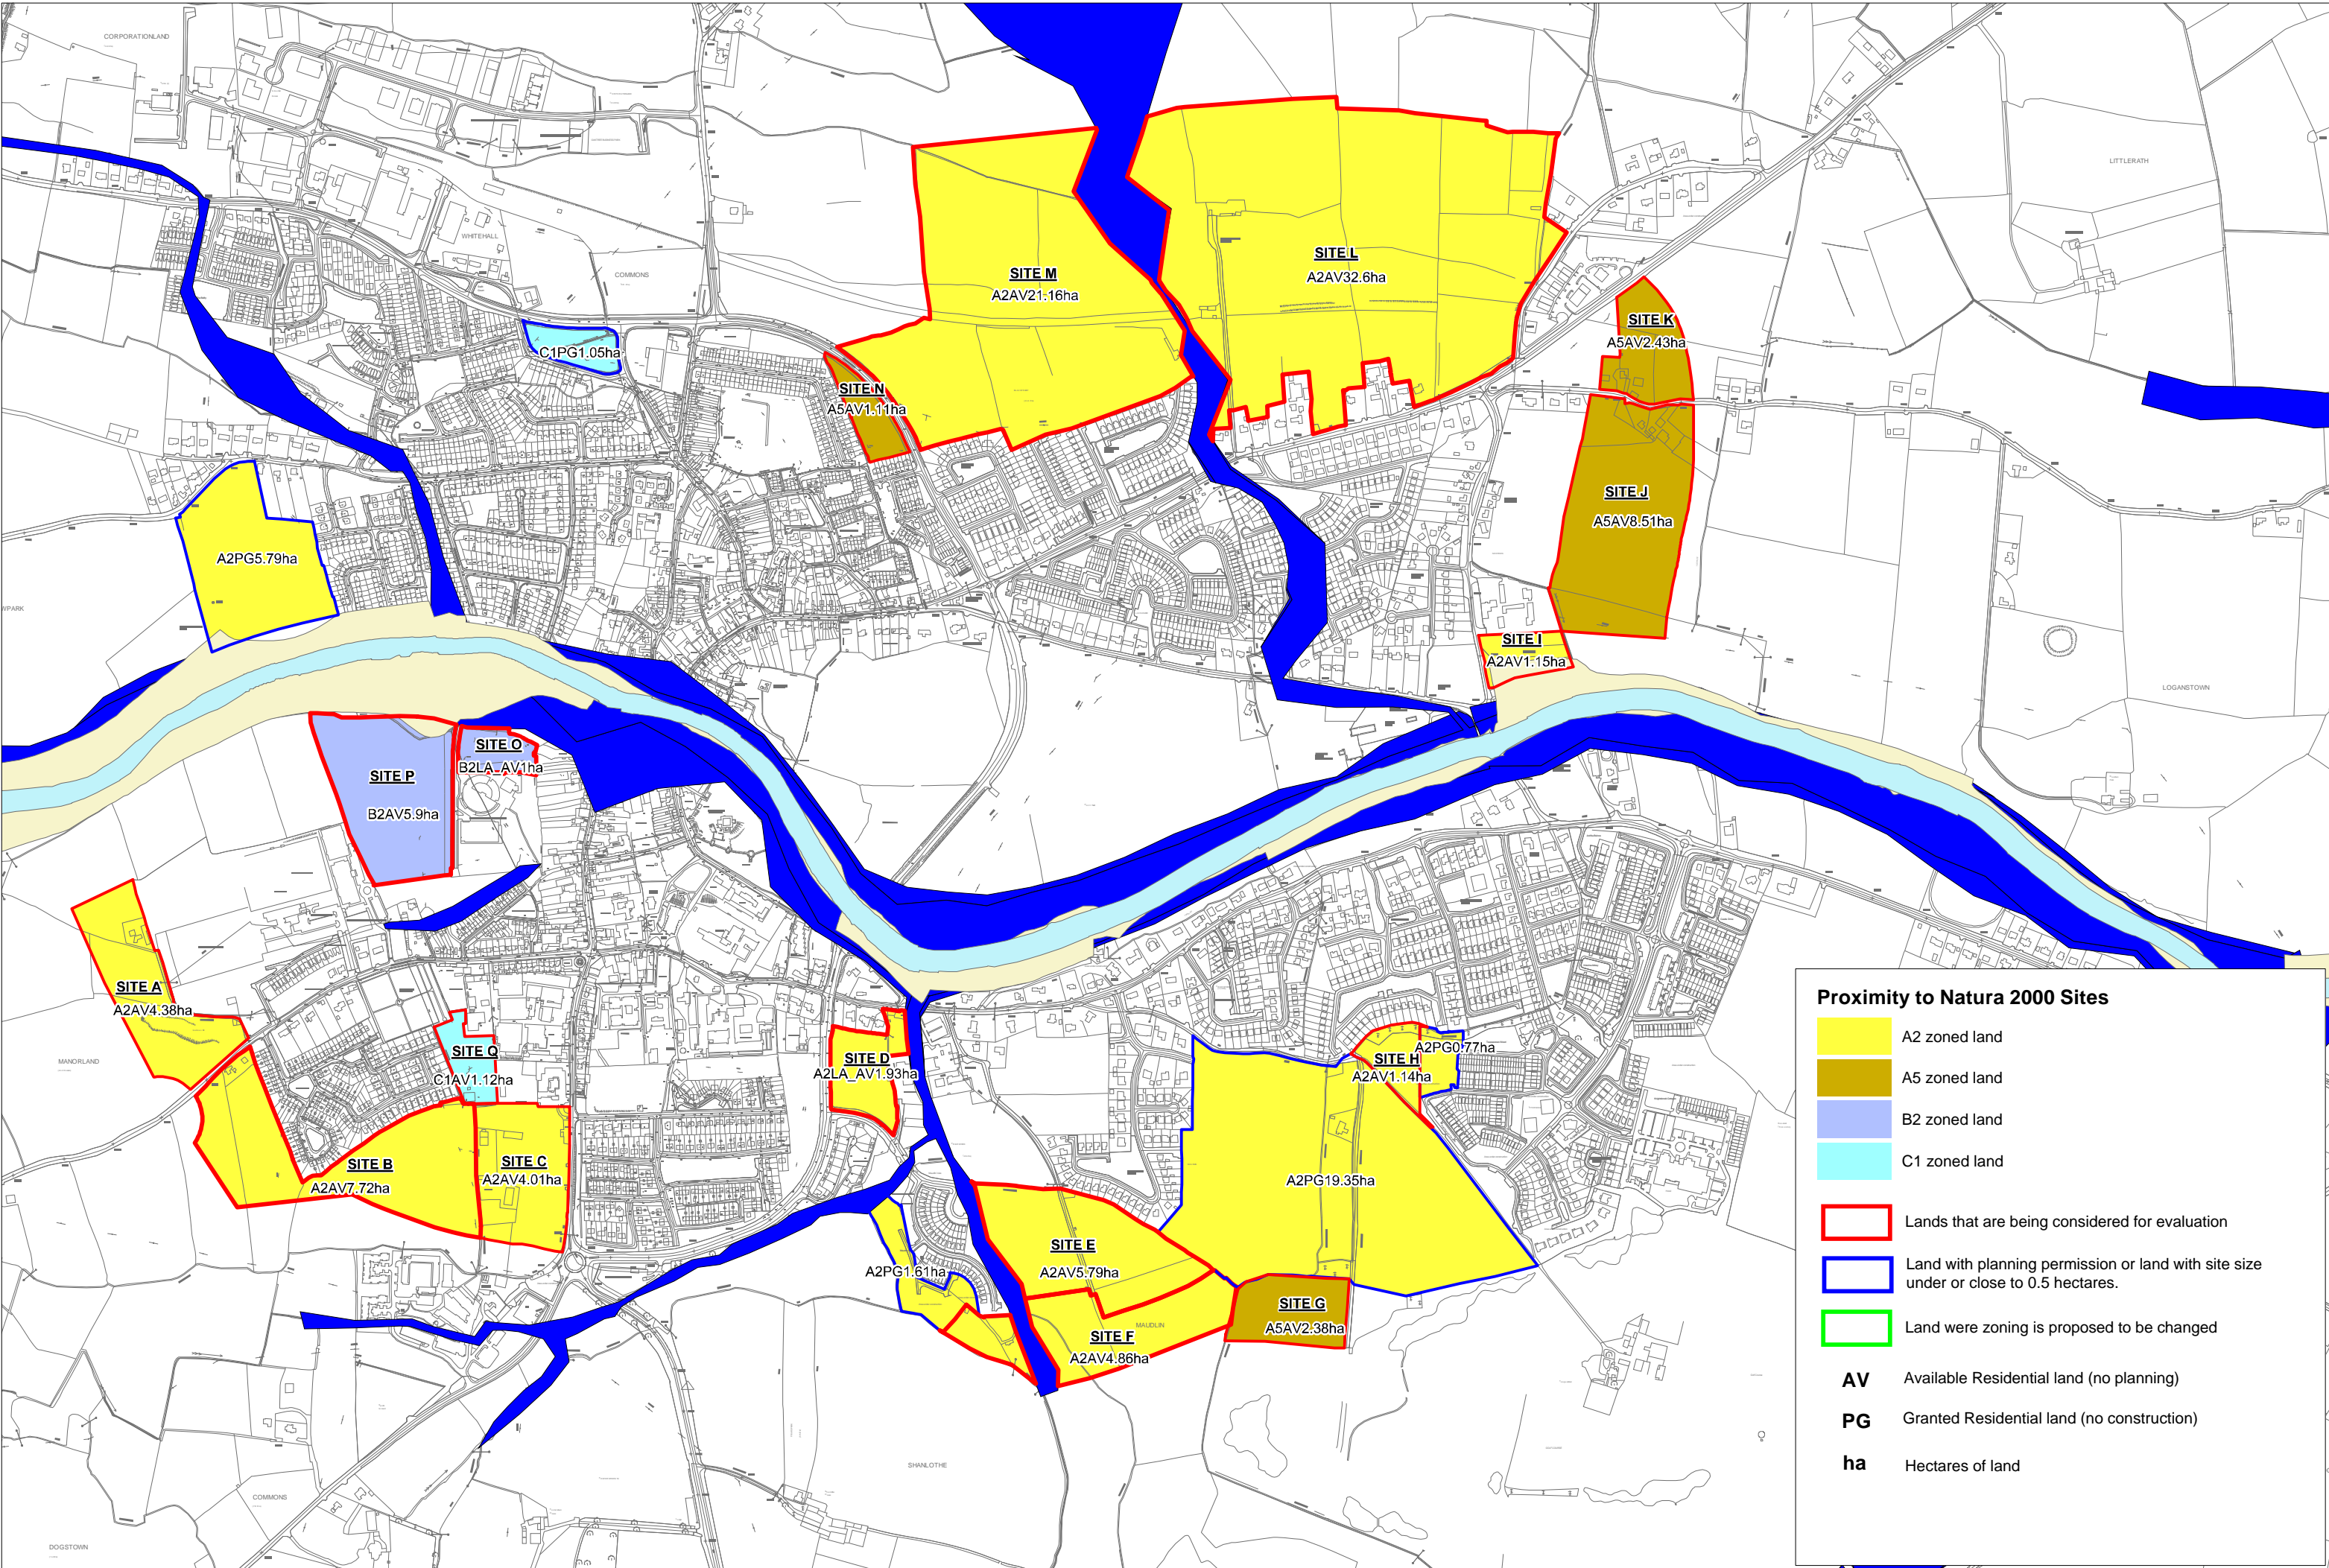 CORPORATIONLAND
LITTLERATH
WHITEHALL
COMMONS
SITE M
A2AV21.16ha
SITE L
A2AV32.6ha
SITE K
A5AV2.43ha
C1PG1.05ha
SITE N
A5AV1.11ha
SITE J
A5AV8.51ha
A2PG5.79ha
WPARK
SITE I
A2AV1.15ha
LOGANSTOWN
SITE O
B2LA_AV1ha
SITE P
B2AV5.9ha
SITE A
A2AV4.38ha
MANORLAND
SITE Q
C1AV1.12ha
SITE D
A2LA_AV1.93ha
SITE H
A2AV1.14ha
A2PG0.77ha
SITE B
A2AV7.72ha
SITE C
A2AV4.01ha
A2PG19.35ha
SITE E
A2AV5.79ha
A2PG1.61ha
SITE G
A5AV2.38ha
MAUDLIN
SITE F
A2AV4.86ha
SHANLOTHE
COMMONS
DOGSTOWN
Proximity to Natura 2000 Sites
A2 zoned land
A5 zoned land
B2 zoned land
C1 zoned land
Lands that are being considered for evaluation
Land with planning permission or land with site size
under or close to 0.5 hectares.
Land were zoning is proposed to be changed
AV Available Residential land (no planning)
PG Granted Residential land (no construction)
ha Hectares of land